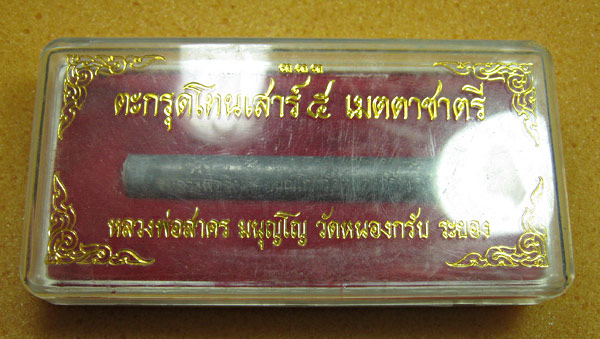 ตะกรุดโทนเสาร์ ๕ เมตตาชาตรี
หลวงพ่อสาคร มนุญโญ วัดหนองกรับ ระยอง